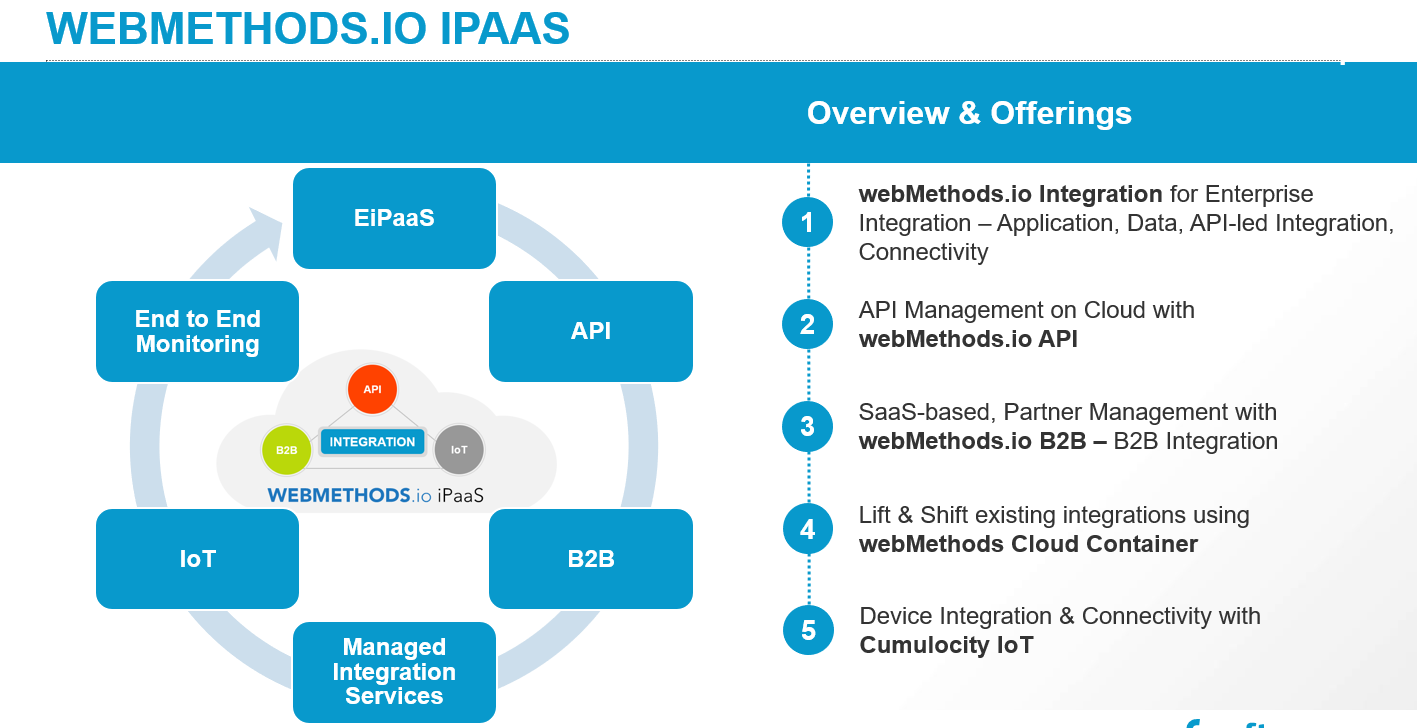 WEBMETHODS.IO IPAAS
Overview & Offerings
EiPaaS
API
B2B
Managed
Integration
Services
IoT
End to End
Monitoring
API
B2B
INTEGRATION
IoT
WEBMETHODS.io iPaaS
1
webMethods.io Integration for Enterprise
Integration – Application, Data, API-led Integration,
Connectivity
2
API Management on Cloud with
webMethods.io API
3
SaaS-based, Partner Management with
webMethods.io B2B – B2B Integration
4
Lift & Shift existing integrations using
webMethods Cloud Container
5
Device Integration & Connectivity with
Cumulocity IoT